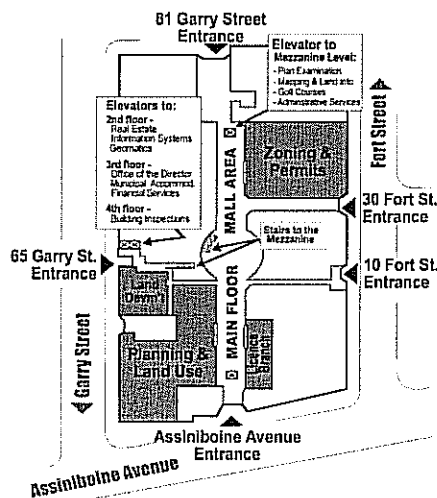 81 Garry Street
Entrance
Elevator to
Mezzanine Level:
- Plan Examination
- Mapping & Land Info
- Golf Courses
- Administrative Services
Elevators to:
2nd floor -
Real Estate
Information Systems
Geomatics
3rd floor -
Office of the Director
Municipal Accommod.
Financial Services
4th floor -
Building Inspections
Fort Street
Zoning &
Permits
MALL AREA
30 Fort St.
Entrance
Stairs to the
Mezzanine
65 Garry St.
Entrance
10 Fort St.
Entrance
Land
Devm't
MAIN FLOOR
Planning &
Land Use
Licence
Branch
Garry Street
Assiniboine Avenue
Entrance
Assiniboine Avenue